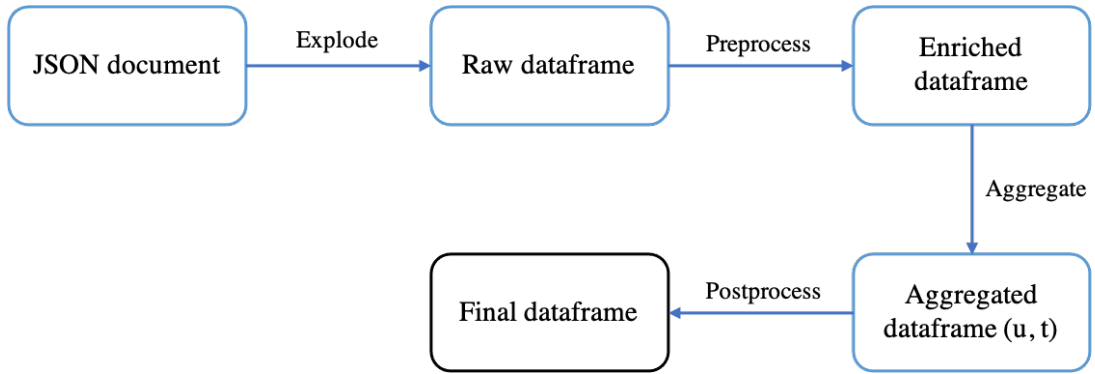 JSON document
Explode
Raw dataframe
Preprocess
Enriched
dataframe
Aggregate
Aggregated
dataframe (u, t)
Postprocess
Final dataframe